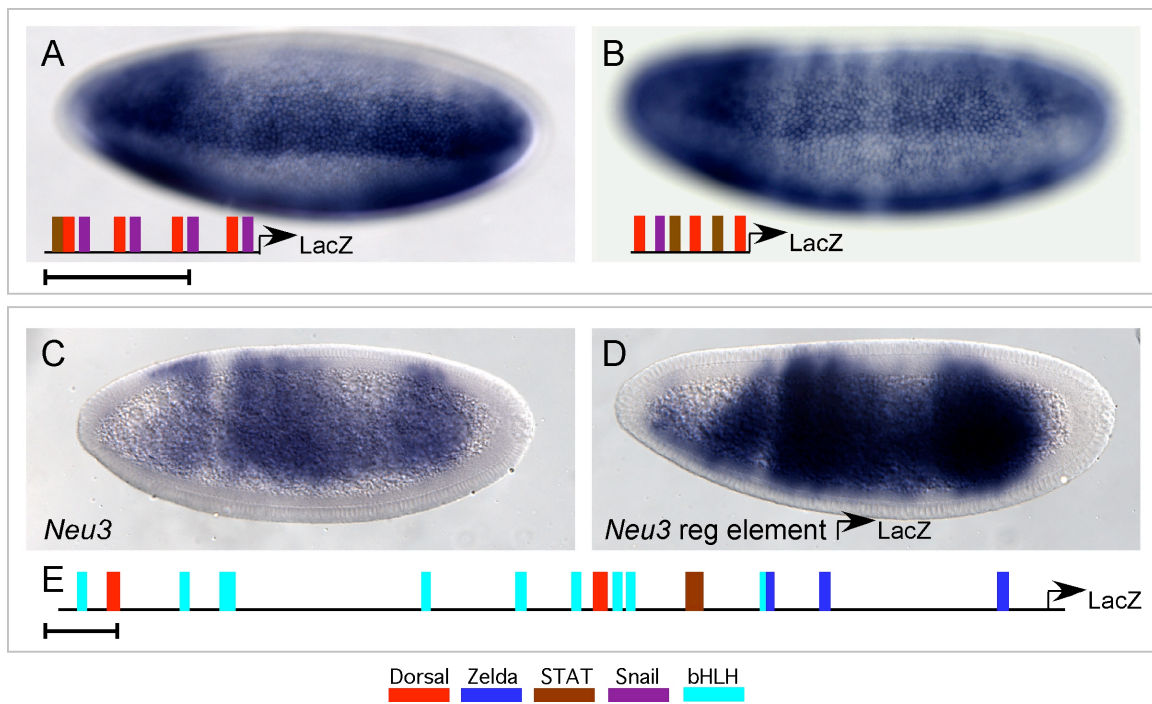 A
LacZ
B
LacZ
C
Neu3
D
Neu3 reg element LacZ
E
LacZ
Dorsal Zelda STAT Snail bHLH